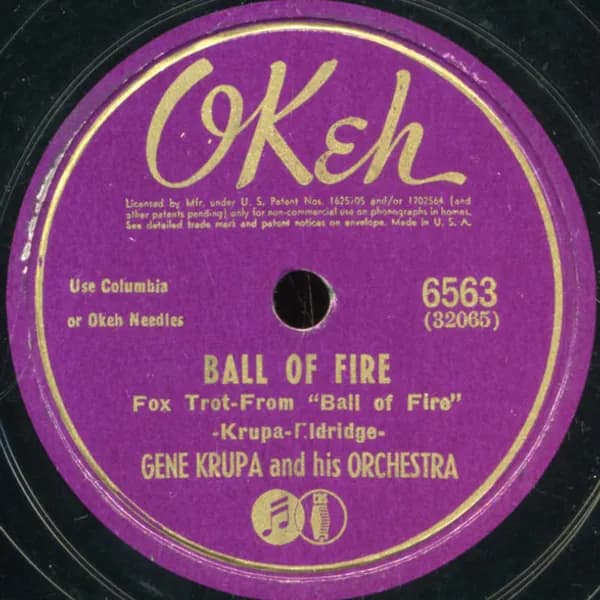 OKeh
Licensed by Mfr. under U. S. Patent Nos. 1625705 and/or 1702564 (and
other patents pending) only for non-commercial use on phonographs in homes.
See detailed trade mark and patent notices on envelope. Made in U. S. A.
Use Columbia
or Okeh Needles
6563
(32065)
BALL OF FIRE
Fox Trot-From "Ball of Fire"
-Krupa-Eldridge-
GENE KRUPA and his ORCHESTRA
CBS